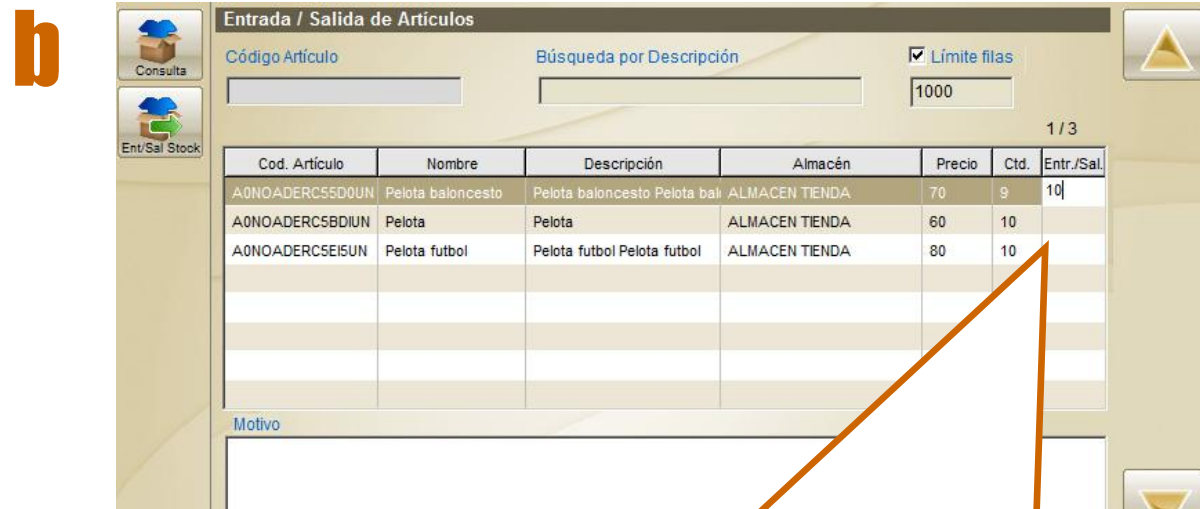 b
Entrada / Salida de Artículos
Consulta
Ent/Sal Stock
Código Artículo Búsqueda por Descripción Límite filas
1000
1 / 3
Cod. Artículo Nombre Descripción Almacén Precio Ctd. Entr./Sal.
A0NOADERC55D0UN Pelota baloncesto Pelota baloncesto Pelota bal ALMACEN TIENDA 70 9 10
A0NOADERC5BDIUN Pelota Pelota ALMACEN TIENDA 60 10
A0NOADERC5EI5UN Pelota futbol Pelota futbol Pelota futbol ALMACEN TIENDA 80 10
Motivo